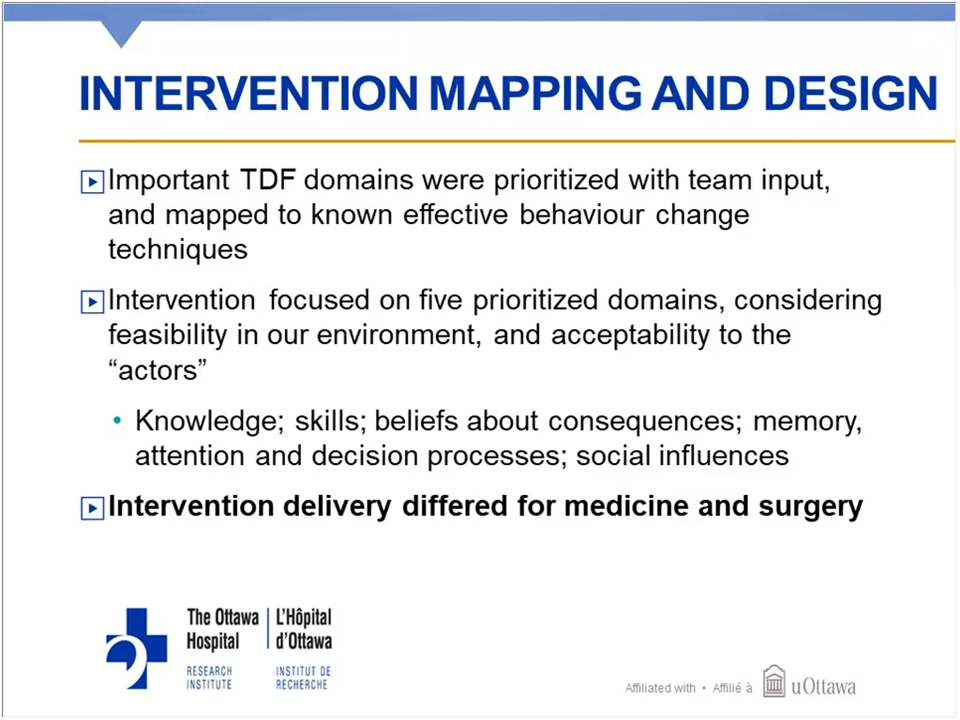 INTERVENTION MAPPING AND DESIGN
Important TDF domains were prioritized with team input,
and mapped to known effective behaviour change
techniques
Intervention focused on five prioritized domains, considering
feasibility in our environment, and acceptability to the
“actors”
• Knowledge; skills; beliefs about consequences; memory,
attention and decision processes; social influences
Intervention delivery differed for medicine and surgery
The Ottawa
Hospital
RESEARCH
INSTITUTE
L’Hôpital
d’Ottawa
INSTITUT DE
RECHERCHE
Affiliated with • Affilié à
uOttawa